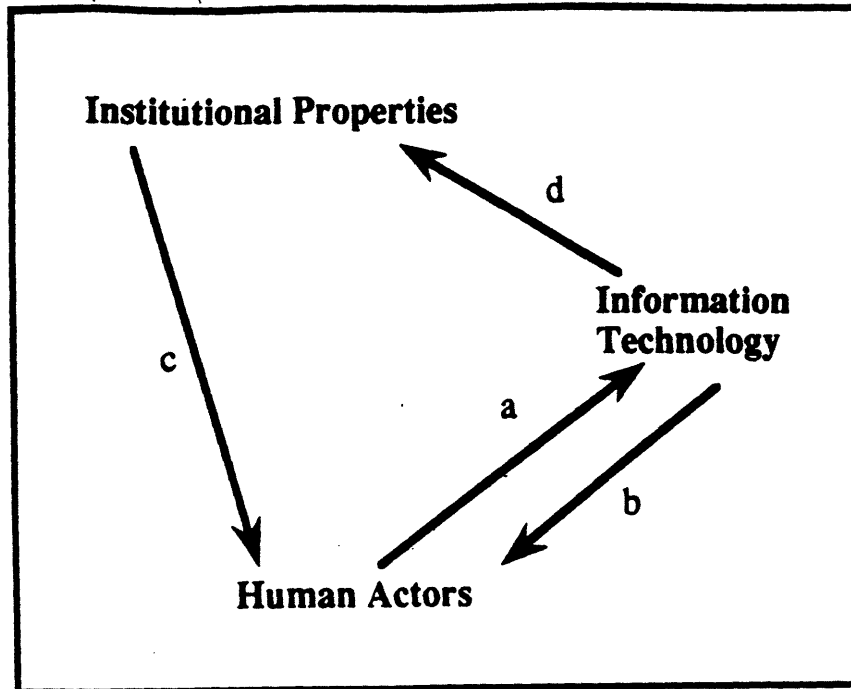 Institutional Properties
d
Information
Technology
c
a
b
Human Actors